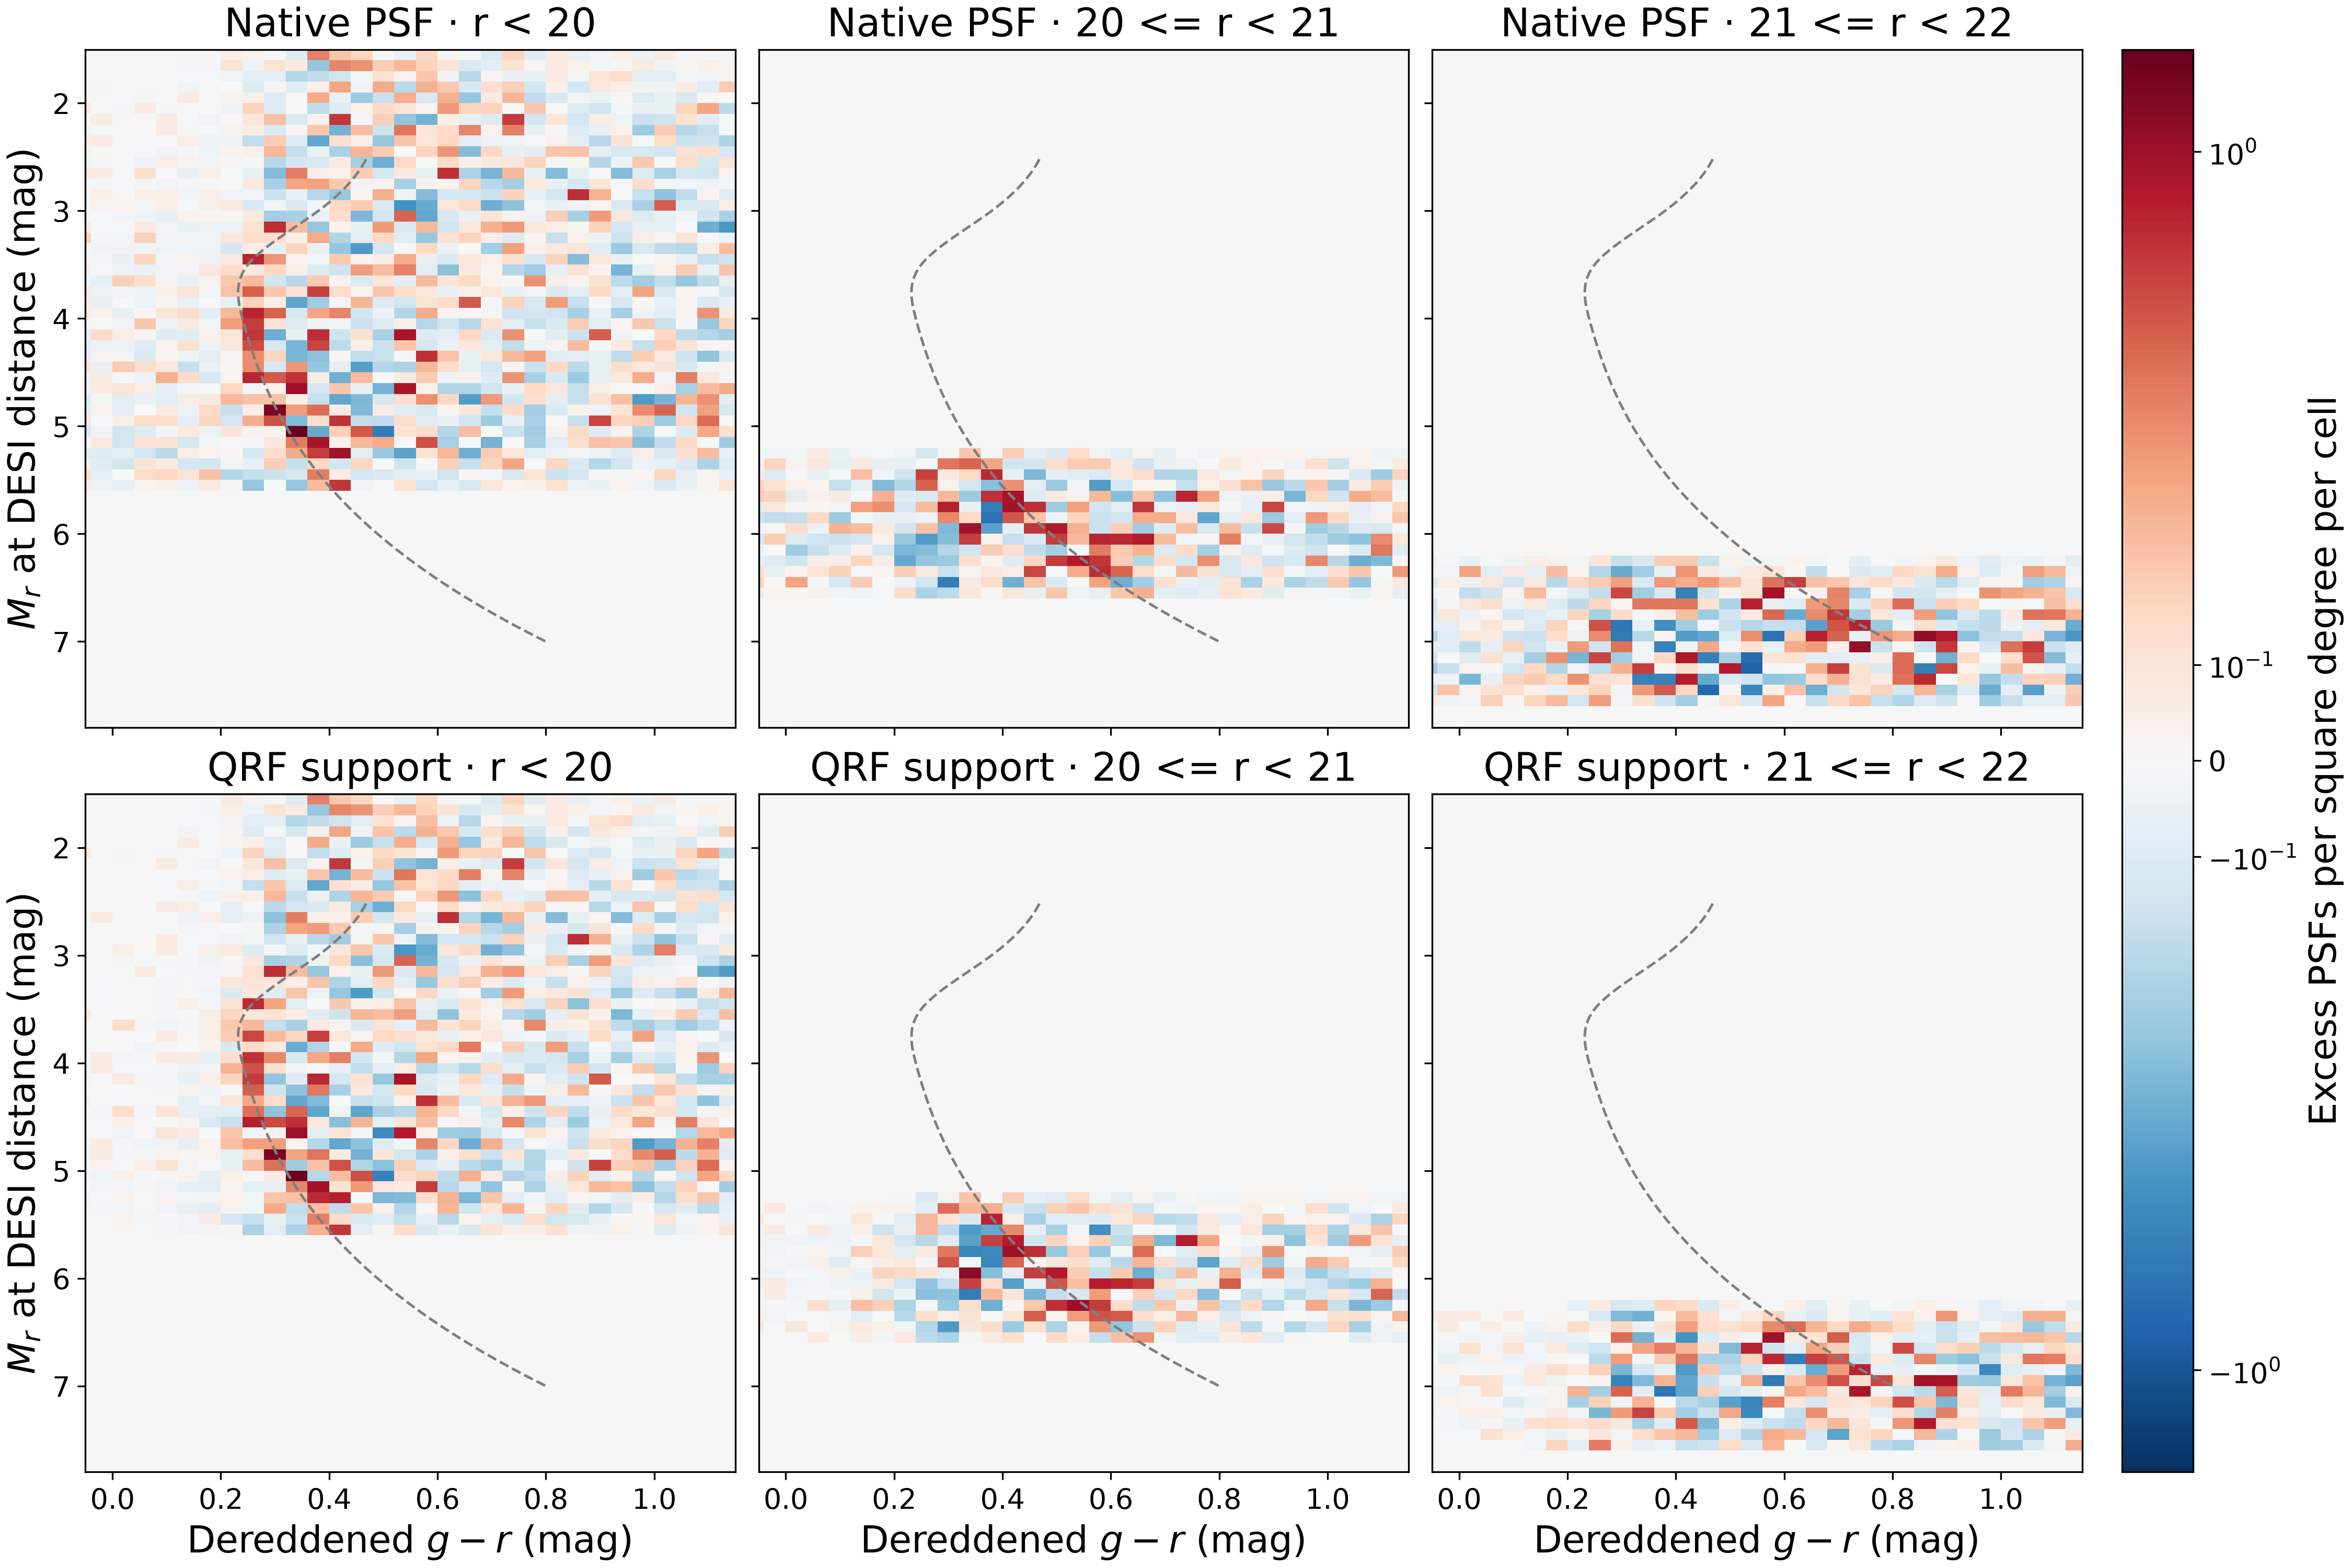 Native PSF · r < 20
Native PSF · 20 <= r < 21
Native PSF · 21 <= r < 22
2
3
4
5
6
7
M_r at DESI distance (mag)
QRF support · r < 20
QRF support · 20 <= r < 21
QRF support · 21 <= r < 22
2
3
4
5
6
7
M_r at DESI distance (mag)
0.0 0.2 0.4 0.6 0.8 1.0
0.0 0.2 0.4 0.6 0.8 1.0
0.0 0.2 0.4 0.6 0.8 1.0
Dereddened g − r (mag)
Dereddened g − r (mag)
Dereddened g − r (mag)
10⁰
10⁻¹
0
−10⁻¹
−10⁰
Excess PSFs per square degree per cell